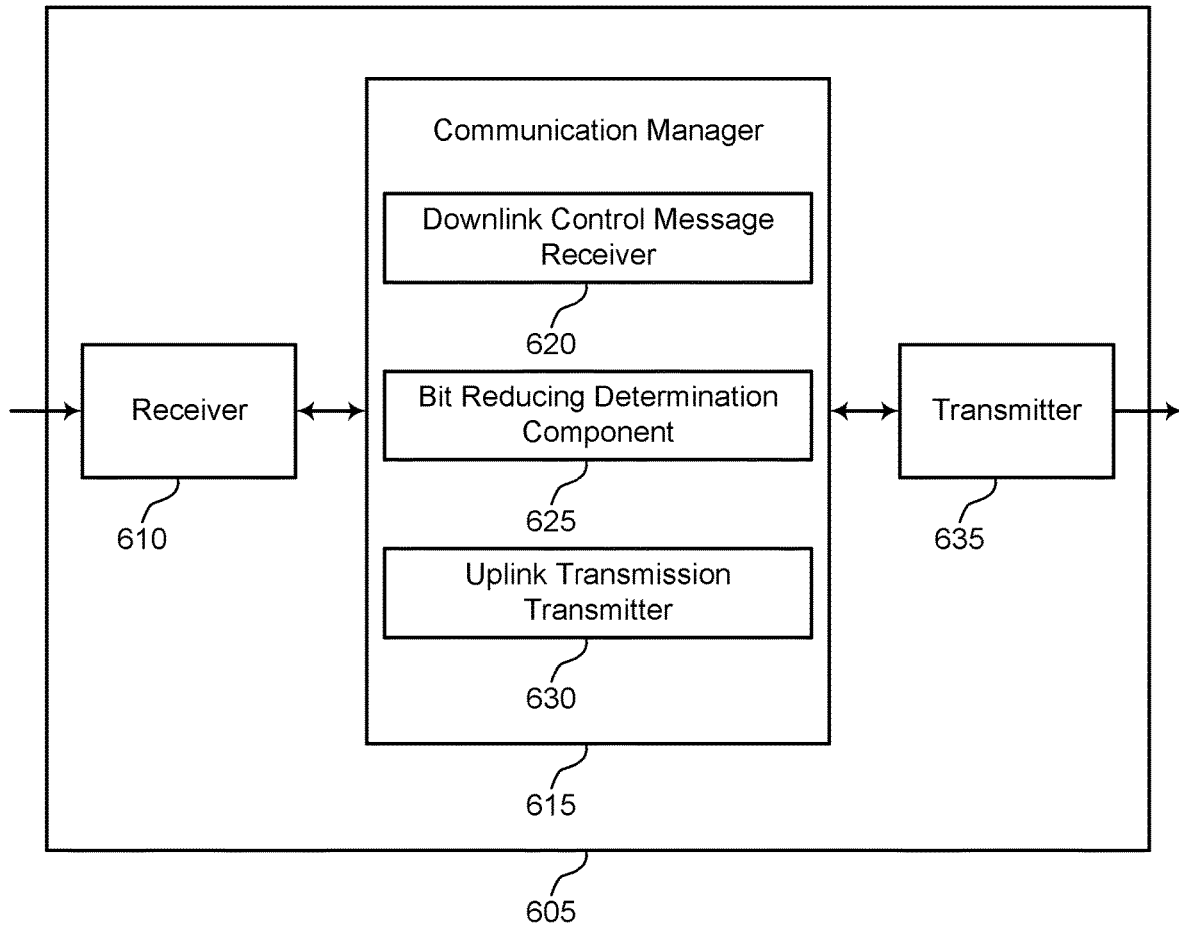 Communication Manager
Downlink Control Message
Receiver
620
Receiver
610
Bit Reducing Determination
Component
625
Transmitter
635
Uplink Transmission
Transmitter
630
615
605